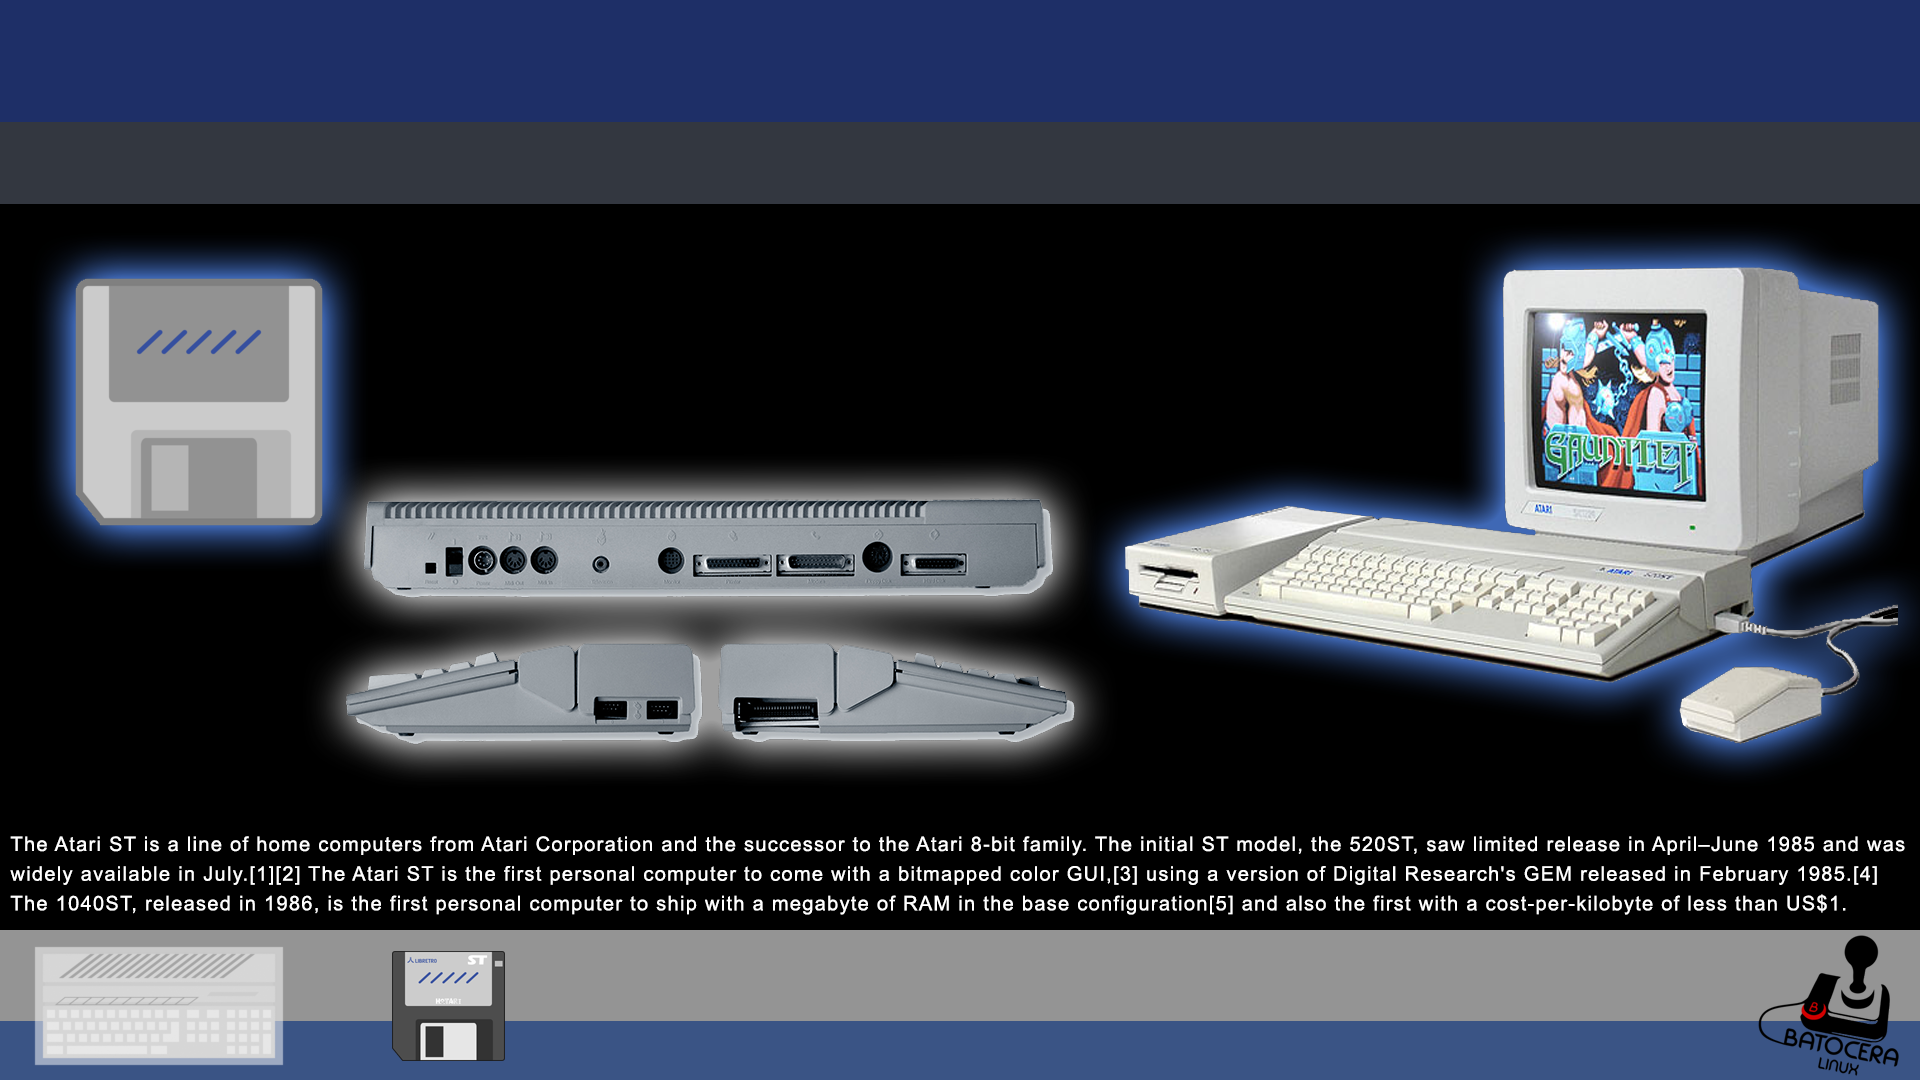 GAUNTLET
ATARI
ATARI 520ST
The Atari ST is a line of home computers from Atari Corporation and the successor to the Atari 8-bit family. The initial ST model, the 520ST, saw limited release in April–June 1985 and was
widely available in July.[1][2] The Atari ST is the first personal computer to come with a bitmapped color GUI,[3] using a version of Digital Research's GEM released in February 1985.[4]
The 1040ST, released in 1986, is the first personal computer to ship with a megabyte of RAM in the base configuration[5] and also the first with a cost-per-kilobyte of less than US$1.
LIBRETRO ST
HATARI
B
BATOCERA
LINUX